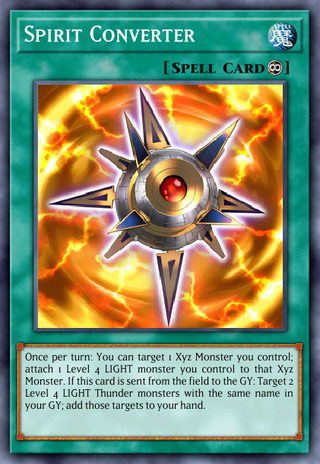 Spirit Converter
魔
[Spell Card]
Once per turn: You can target 1 Xyz Monster you control;
attach 1 Level 4 LIGHT monster you control to that Xyz
Monster. If this card is sent from the field to the GY: Target 2
Level 4 LIGHT Thunder monsters with the same name in
your GY; add those targets to your hand.